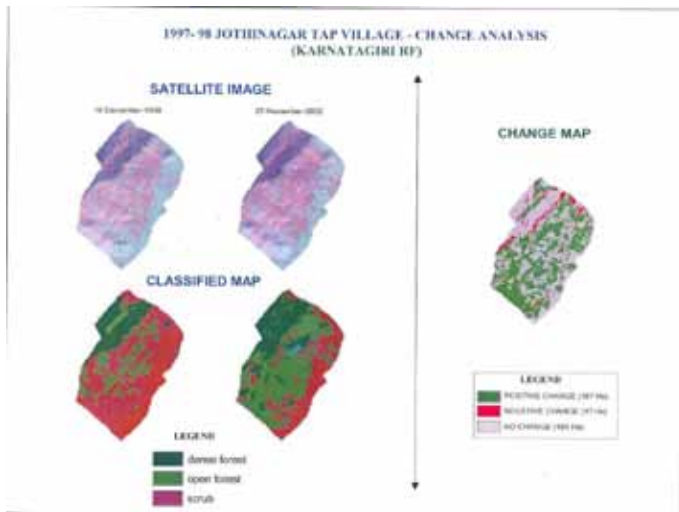 1997- 98 JOTHINAGAR TAP VILLAGE - CHANGE ANALYSIS
(KARNATAGIRI RF)
SATELLITE IMAGE
CHANGE MAP
CLASSIFIED MAP
LEGEND
dense forest
open forest
scrub
LEGEND
POSITIVE CHANGE
NEGATIVE CHANGE
NO CHANGE